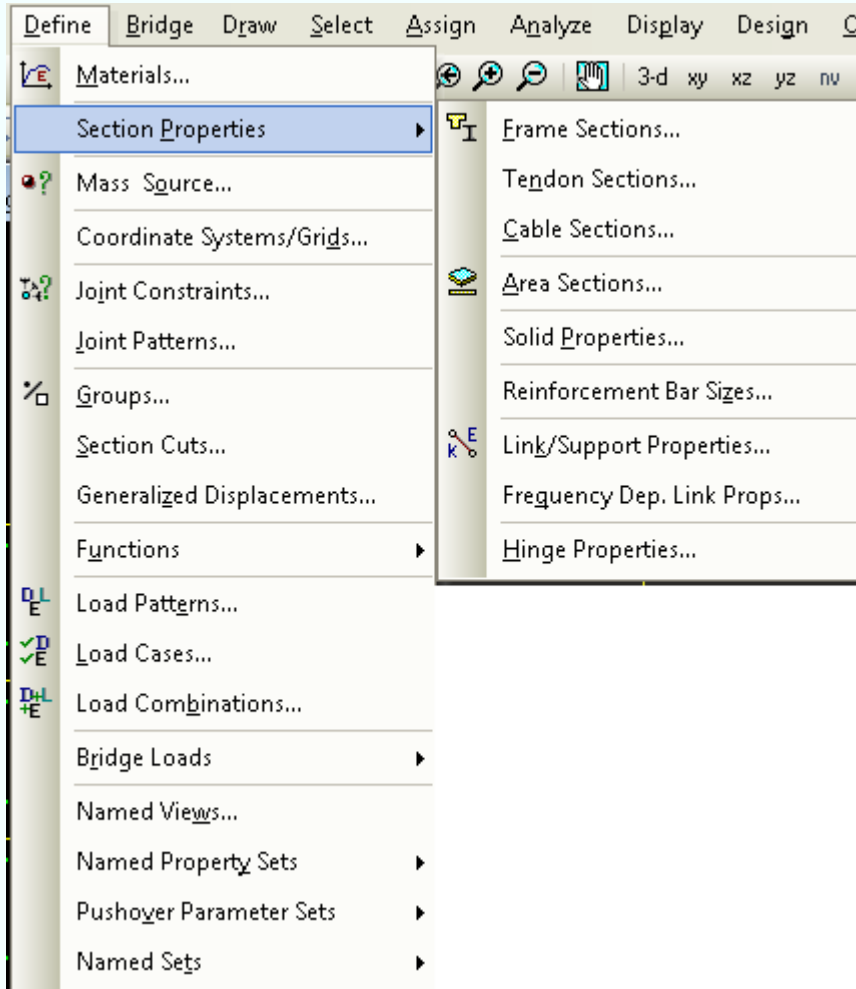 Define Bridge Draw Select Assign Analyze Display Design
Materials...
3-d xy xz yz nv
Section Properties
Frame Sections...
Tendon Sections...
Cable Sections...
Area Sections...
Solid Properties...
Reinforcement Bar Sizes...
Link/Support Properties...
Frequency Dep. Link Props...
Hinge Properties...
Mass Source...
Coordinate Systems/Grids...
Joint Constraints...
Joint Patterns...
Groups...
Section Cuts...
Generalized Displacements...
Functions
Load Patterns...
Load Cases...
Load Combinations...
Bridge Loads
Named Views...
Named Property Sets
Pushover Parameter Sets
Named Sets